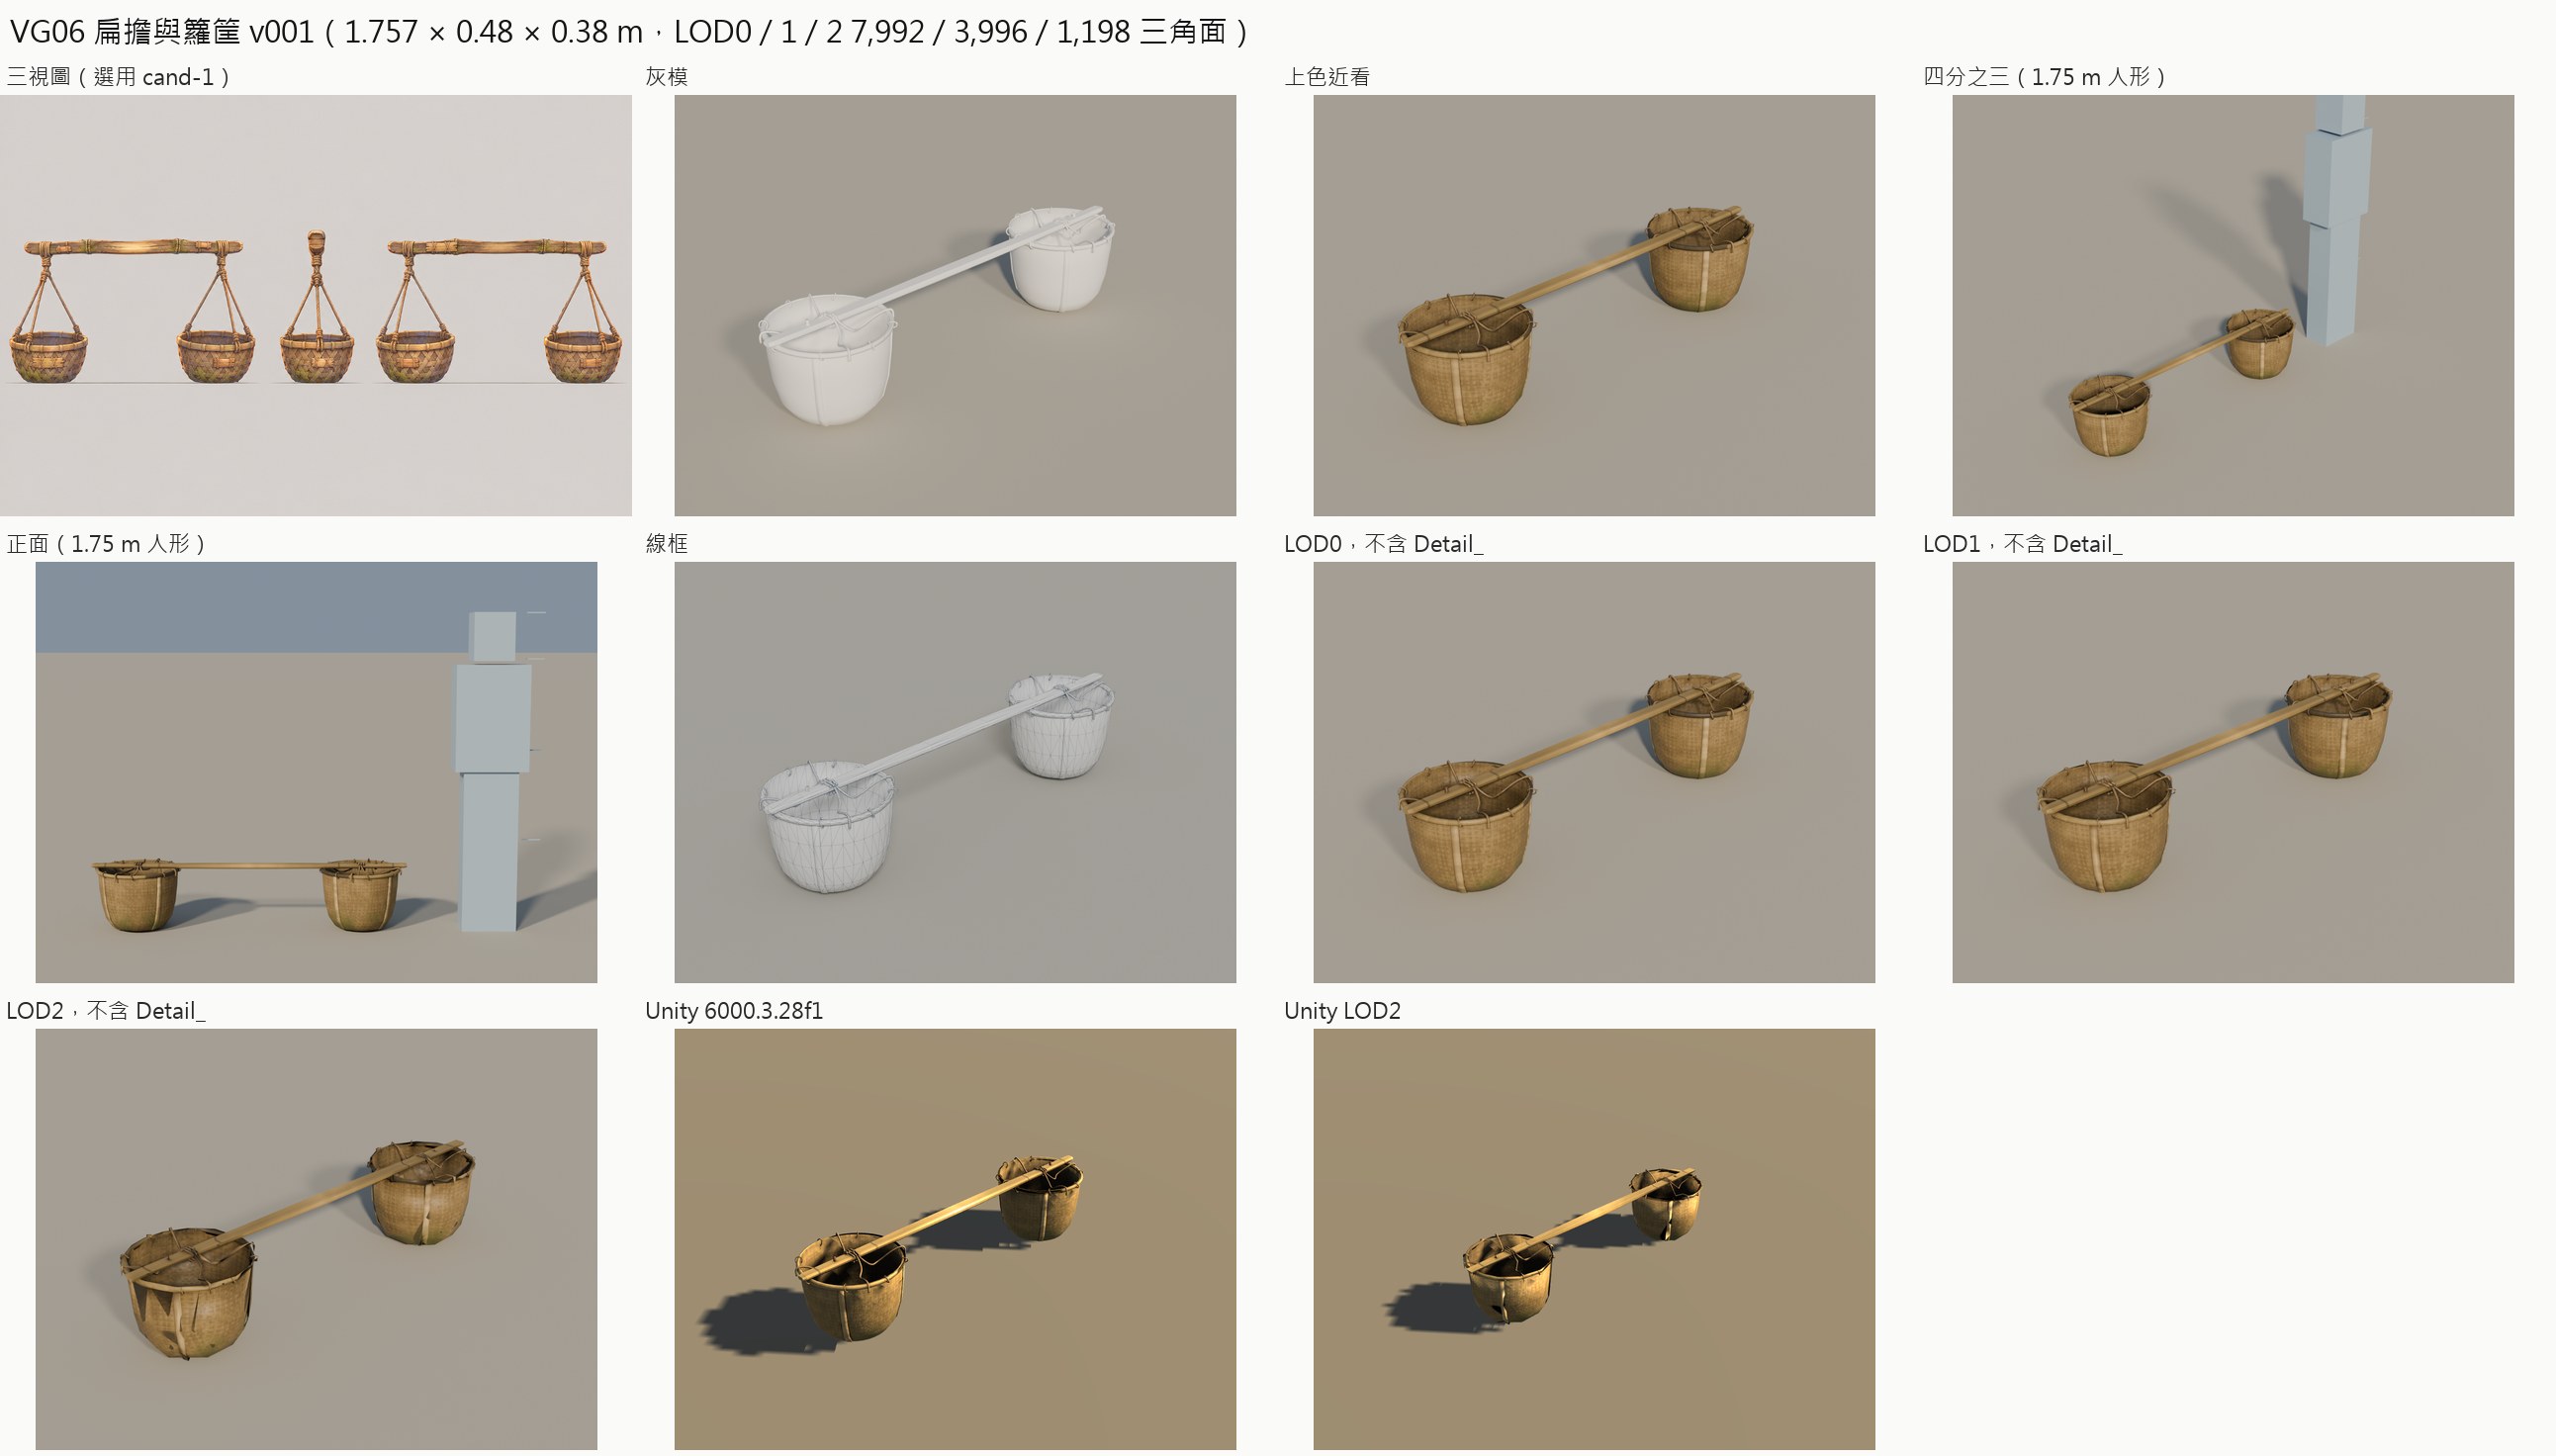 VG06 扁擔與籮筐 v001（1.757 × 0.48 × 0.38 m，LOD0 / 1 / 2 7,992 / 3,996 / 1,198 三角面）
三視圖（選用 cand-1）
灰模
上色近看
四分之三（1.75 m 人形）
正面（1.75 m 人形）
線框
LOD0，不含 Detail_
LOD1，不含 Detail_
LOD2，不含 Detail_
Unity 6000.3.28f1
Unity LOD2